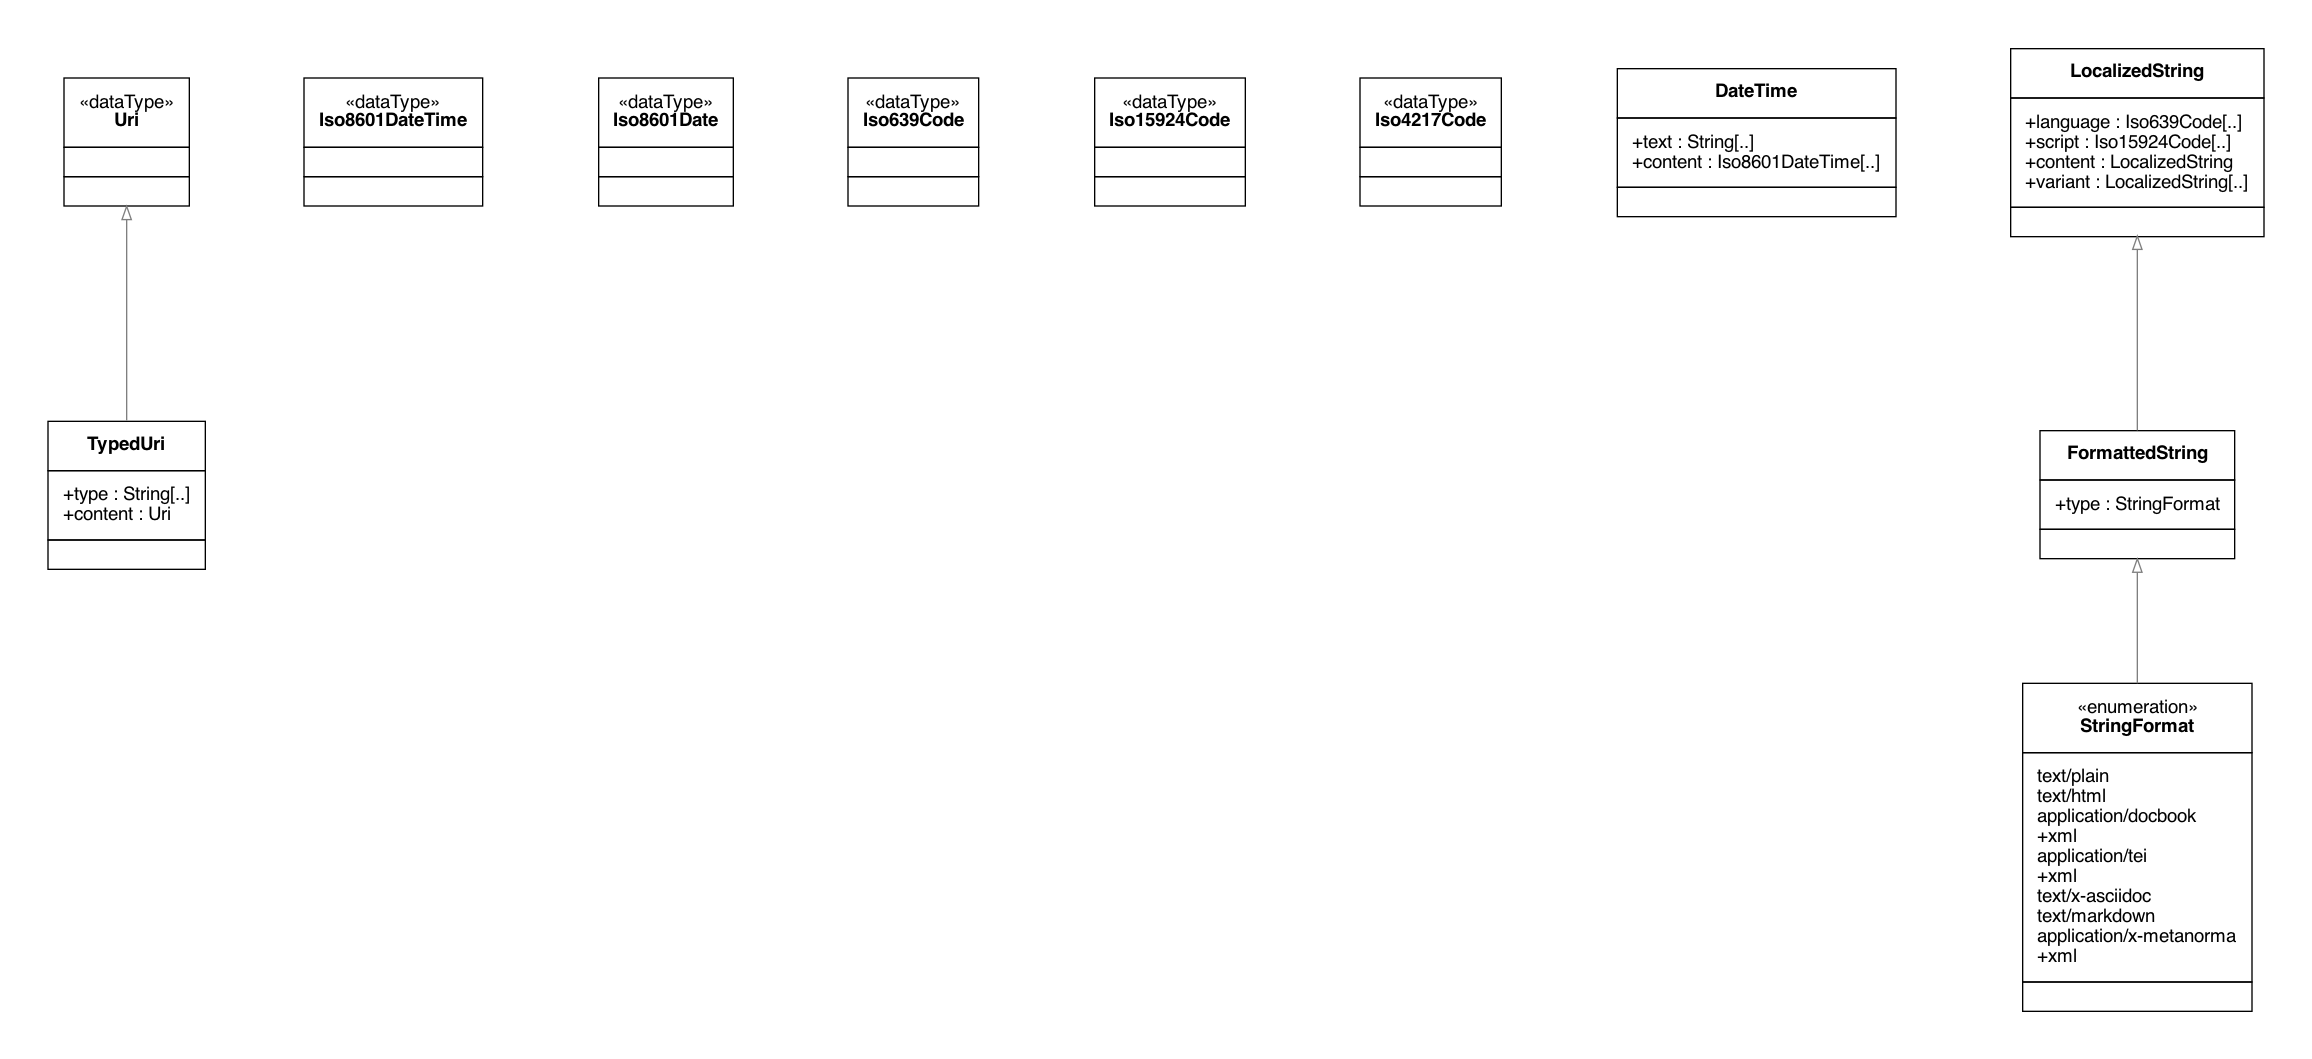 «dataType»
Uri
«dataType»
Iso8601DateTime
«dataType»
Iso8601Date
«dataType»
Iso639Code
«dataType»
Iso15924Code
«dataType»
Iso4217Code
DateTime
+text : String[..]
+content : Iso8601DateTime[..]
LocalizedString
+language : Iso639Code[..]
+script : Iso15924Code[..]
+content : LocalizedString
+variant : LocalizedString[..]
TypedUri
+type : String[..]
+content : Uri
FormattedString
+type : StringFormat
«enumeration»
StringFormat
text/plain
text/html
application/docbook
+xml
application/tei
+xml
text/x-asciidoc
text/markdown
application/x-metanorma
+xml